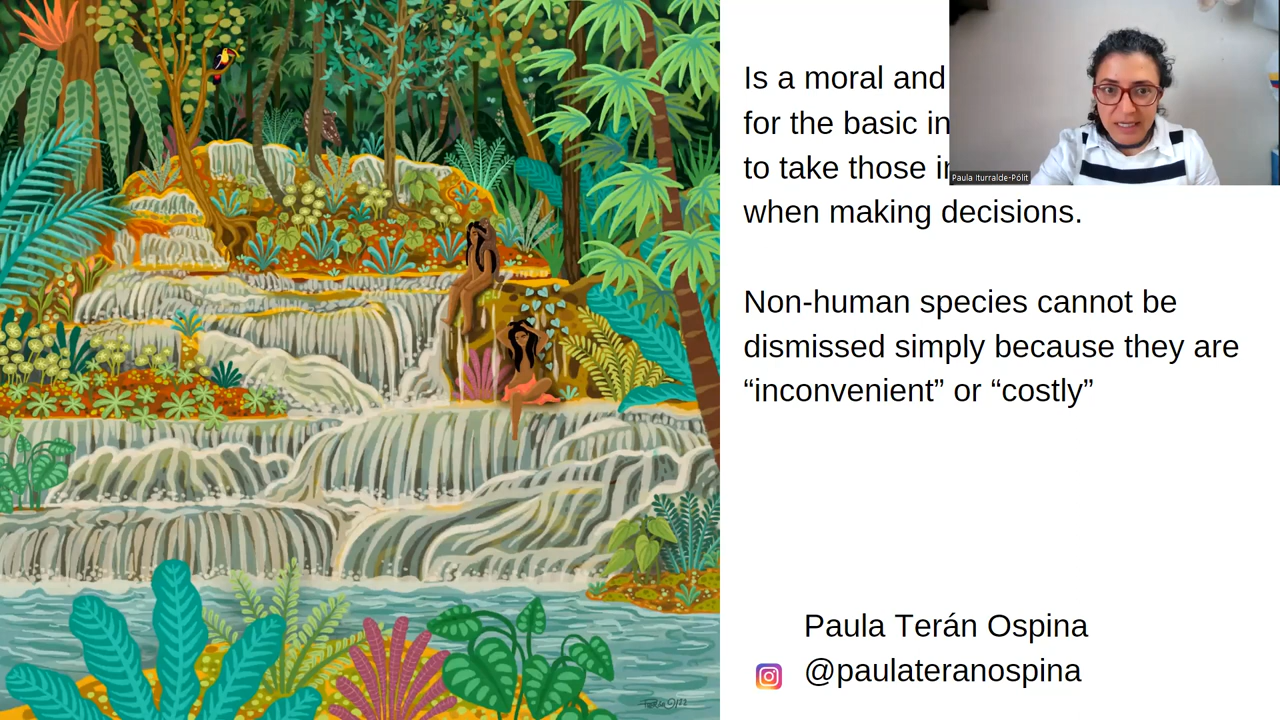 Is a moral and
for the basic in
to take those in
when making decisions.
Non-human species cannot be
dismissed simply because they are
“inconvenient” or “costly”
Paula Iturralde-Pólit
Paula Terán Ospina
@paulateranospina